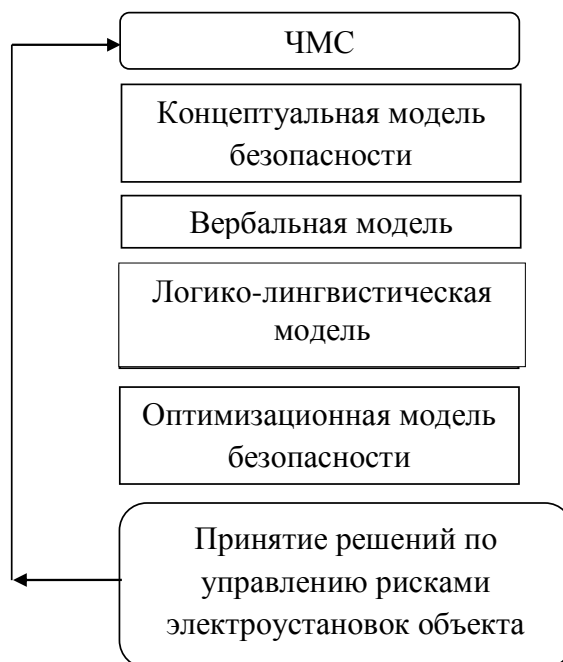 ЧМС
Концептуальная модель
безопасности
Вербальная модель
Логико-лингвистическая
модель
Оптимизационная модель
безопасности
Принятие решений по
управлению рисками
электроустановок объекта